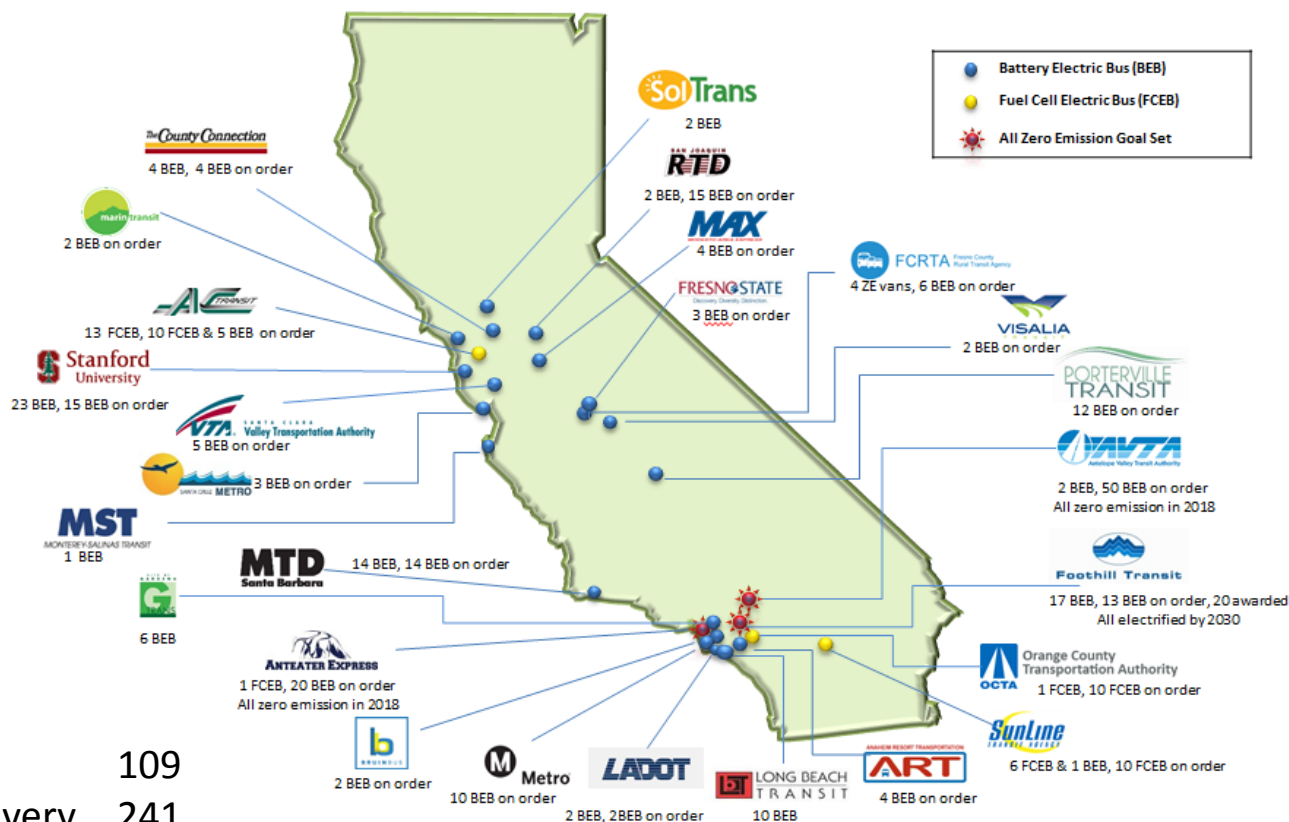 Battery Electric Bus (BEB)
Fuel Cell Electric Bus (FCEB)
All Zero Emission Goal Set
SolTrans
2 BEB
The County Connection
4 BEB, 4 BEB on order
SAN JOAQUIN
RTD
2 BEB, 15 BEB on order
marin transit
2 BEB on order
MAX
MODESTO AREA EXPRESS
4 BEB on order
FCRTA Fresno County
Rural Transit Agency
4 ZE vans, 6 BEB on order
FRESNO STATE
Discovery. Diversity. Distinction.
3 BEB on order
AC TRANSIT
13 FCEB, 10 FCEB & 5 BEB on order
VISALIA
TRANSIT
2 BEB on order
Stanford
University
23 BEB, 15 BEB on order
PORTERVILLE
TRANSIT
12 BEB on order
SANTA CLARA
VTA Valley Transportation Authority
5 BEB on order
AVTA
Antelope Valley Transit Authority
2 BEB, 50 BEB on order
All zero emission in 2018
SANTA CRUZ METRO
3 BEB on order
MST
MONTEREY-SALINAS TRANSIT
1 BEB
MTD
Santa Barbara
14 BEB, 14 BEB on order
Foothill Transit
17 BEB, 13 BEB on order, 20 awarded
All electrified by 2030
CITY OF
GARDENA
G
TRANS
6 BEB
ANTEATER EXPRESS
1 FCEB, 20 BEB on order
All zero emission in 2018
OCTA
Orange County
Transportation Authority
1 FCEB, 10 FCEB on order
b
BRUINBUS
2 BEB on order
M
Metro
10 BEB on order
LADOT
2 BEB, 2BEB on order
LONG BEACH
TRANSIT
10 BEB
ANAHEIM RESORT TRANSPORTATION
ART
4 BEB on order
SunLine
TRANSIT AGENCY
6 FCEB & 1 BEB, 10 FCEB on order
109
very 241